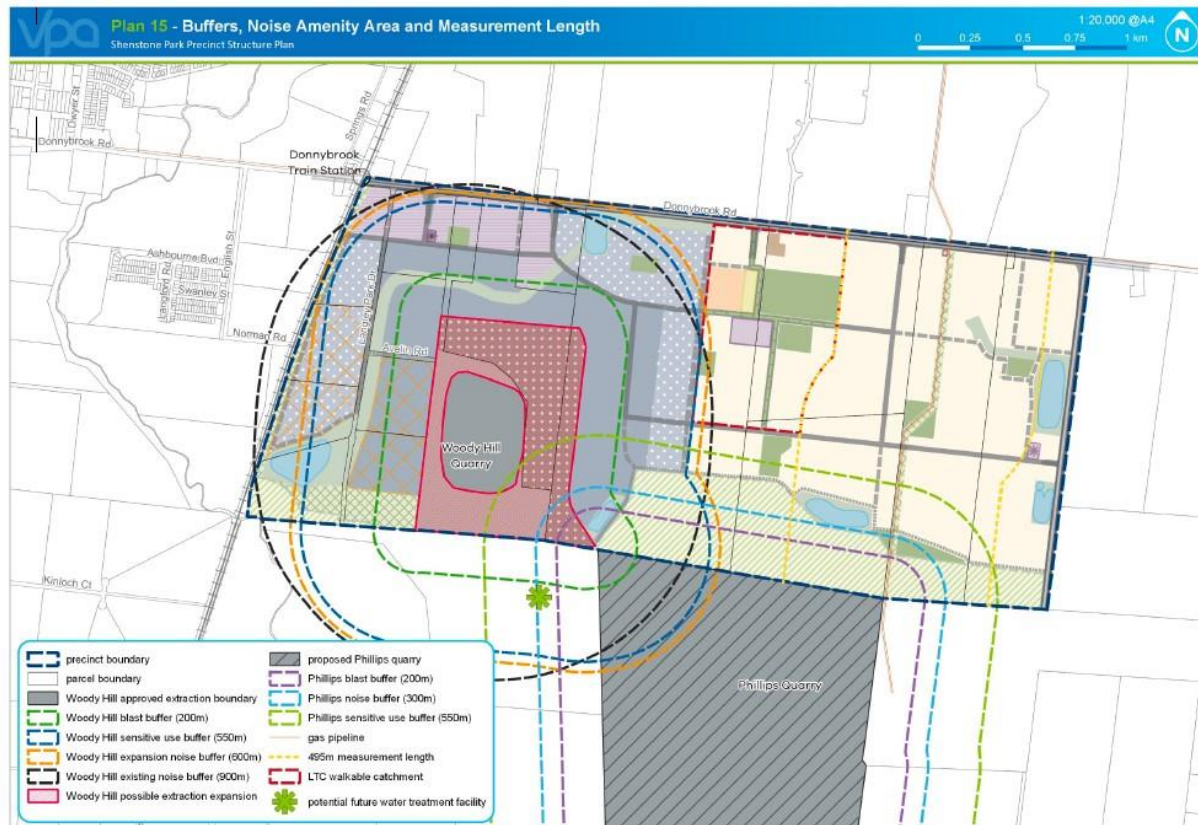 vpa
Plan 15 - Buffers, Noise Amenity Area and Measurement Length
Shenstone Park Precinct Structure Plan
1:20,000 @A4
0 0.25 0.5 0.75 1 km
N
Dwyer St
Springs Rd
Donnybrook Rd
Donnybrook
Train Station
Donnybrook Rd
English St
Ashbourne Bvd
Langford Rd
Swanley St
Norman Rd
Langley Park Dr
Avelin Rd
Woody Hill
Quarry
Kinloch Ct
Phillips Quarry
precinct boundary
parcel boundary
Woody Hill approved extraction boundary
Woody Hill blast buffer (200m)
Woody Hill sensitive use buffer (550m)
Woody Hill expansion noise buffer (600m)
Woody Hill existing noise buffer (900m)
Woody Hill possible extraction expansion
proposed Phillips quarry
Phillips blast buffer (200m)
Phillips noise buffer (300m)
Phillips sensitive use buffer (550m)
gas pipeline
495m measurement length
LTC walkable catchment
potential future water treatment facility